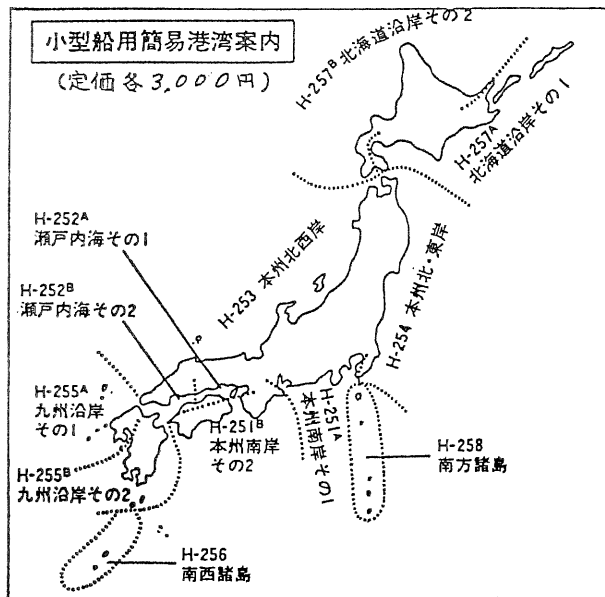 小型船用簡易港湾案内
(定価各3,000円)
H-257B 北海道沿岸その2
H-257A
北海道沿岸その1
H-252A
瀬戸内海その1
H-252B
瀬戸内海その2
H-253 本州北西岸
H-254 本州北・東岸
H-255A
九州沿岸
その1
H-251B
本州南岸
その2
H-251A
本州南岸その1
H-258
南方諸島
H-255B
九州沿岸その2
H-256
南西諸島